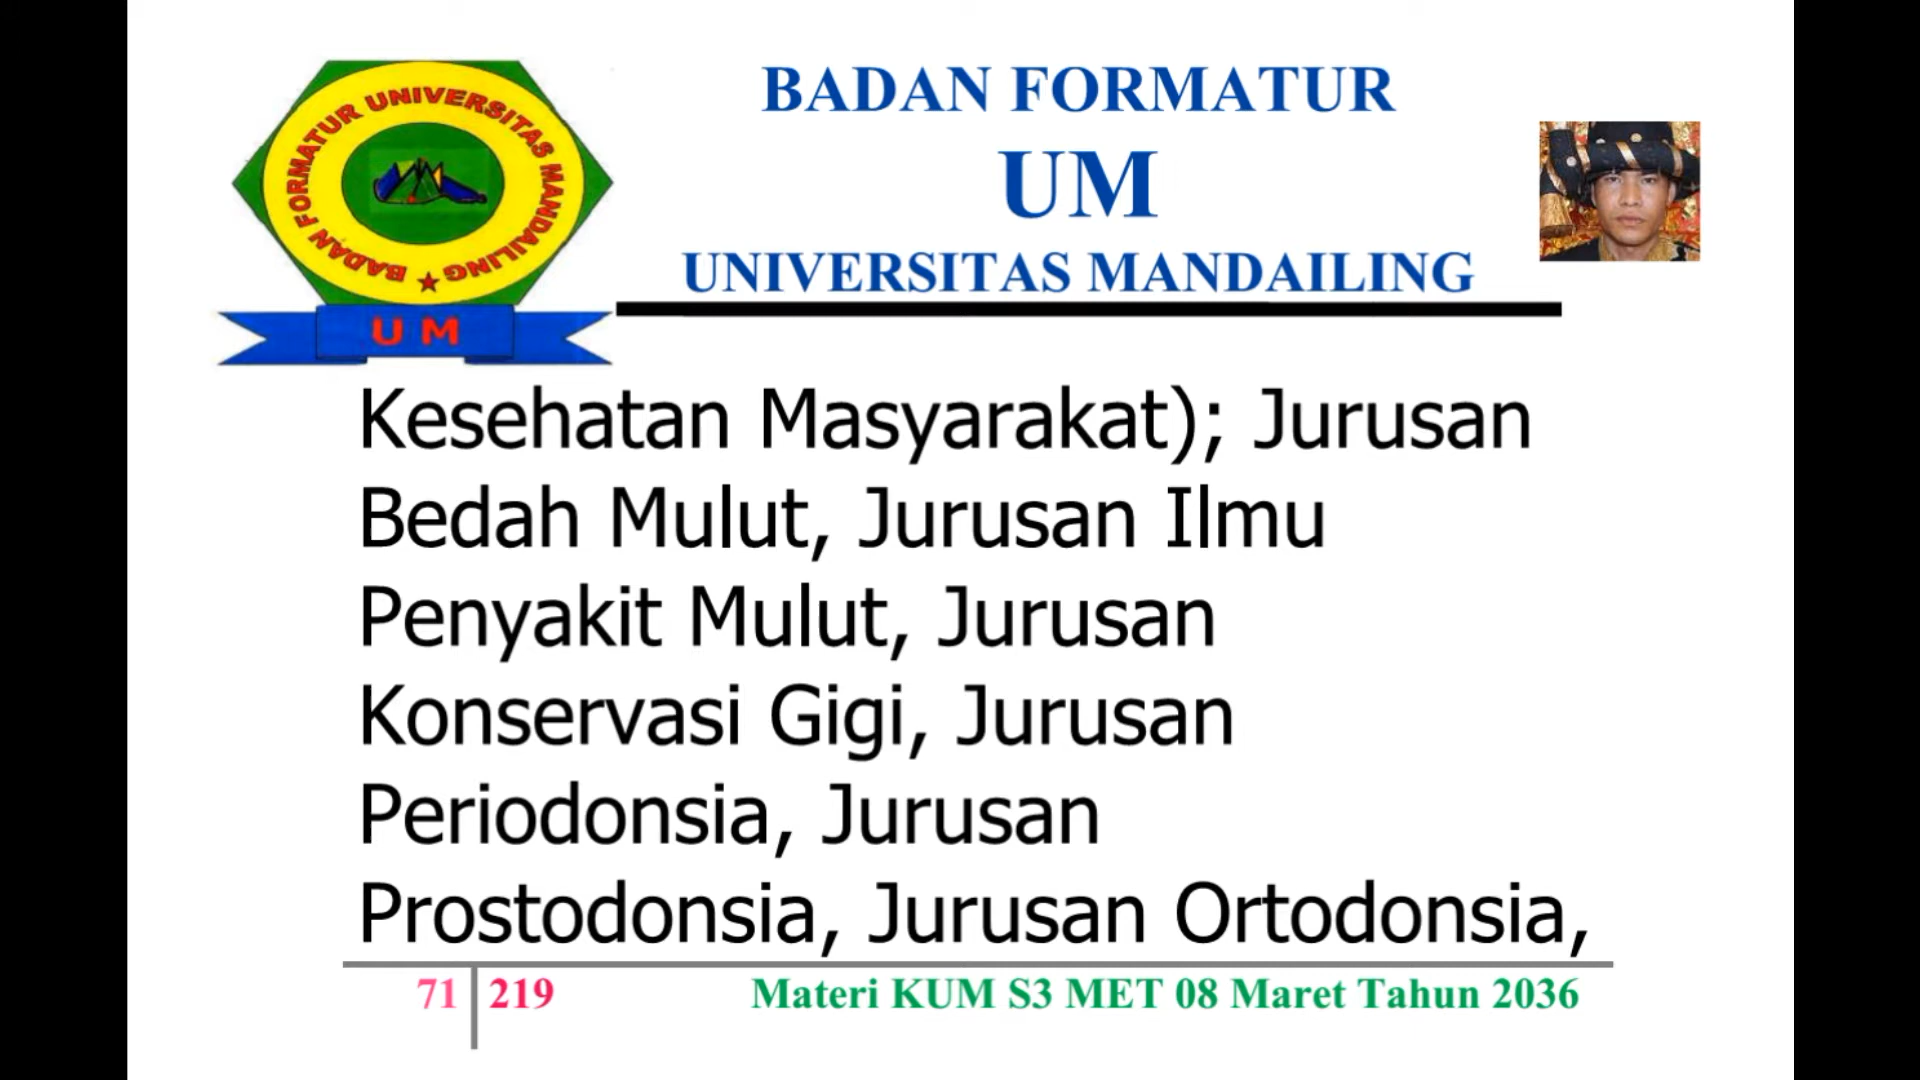 BADAN FORMATUR UNIVERSITAS MANDAILING
U M
BADAN FORMATUR
UM
UNIVERSITAS MANDAILING
Kesehatan Masyarakat); Jurusan
Bedah Mulut, Jurusan Ilmu
Penyakit Mulut, Jurusan
Konservasi Gigi, Jurusan
Periodonsia, Jurusan
Prostodonsia, Jurusan Ortodonsia,
71 219 Materi KUM S3 MET 08 Maret Tahun 2036